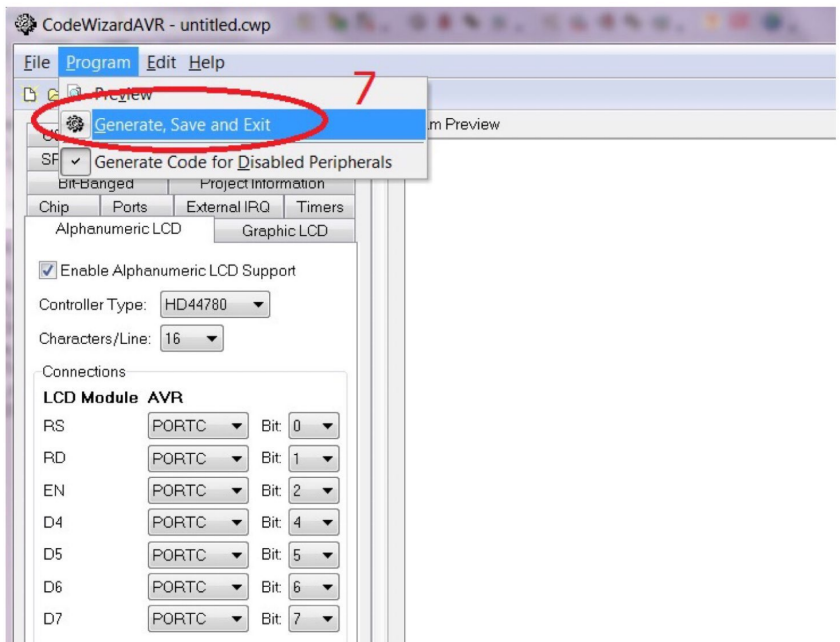 CodeWizardAVR - untitled.cwp
File Program Edit Help
Preview
7
Generate, Save and Exit
m Preview
Generate Code for Disabled Peripherals
Bit-Banged Project Information
Chip Ports External IRQ Timers
Alphanumeric LCD Graphic LCD
Enable Alphanumeric LCD Support
Controller Type: HD44780
Characters/Line: 16
Connections
LCD Module AVR
RS PORTC Bit: 0
RD PORTC Bit: 1
EN PORTC Bit: 2
D4 PORTC Bit: 4
D5 PORTC Bit: 5
D6 PORTC Bit: 6
D7 PORTC Bit: 7